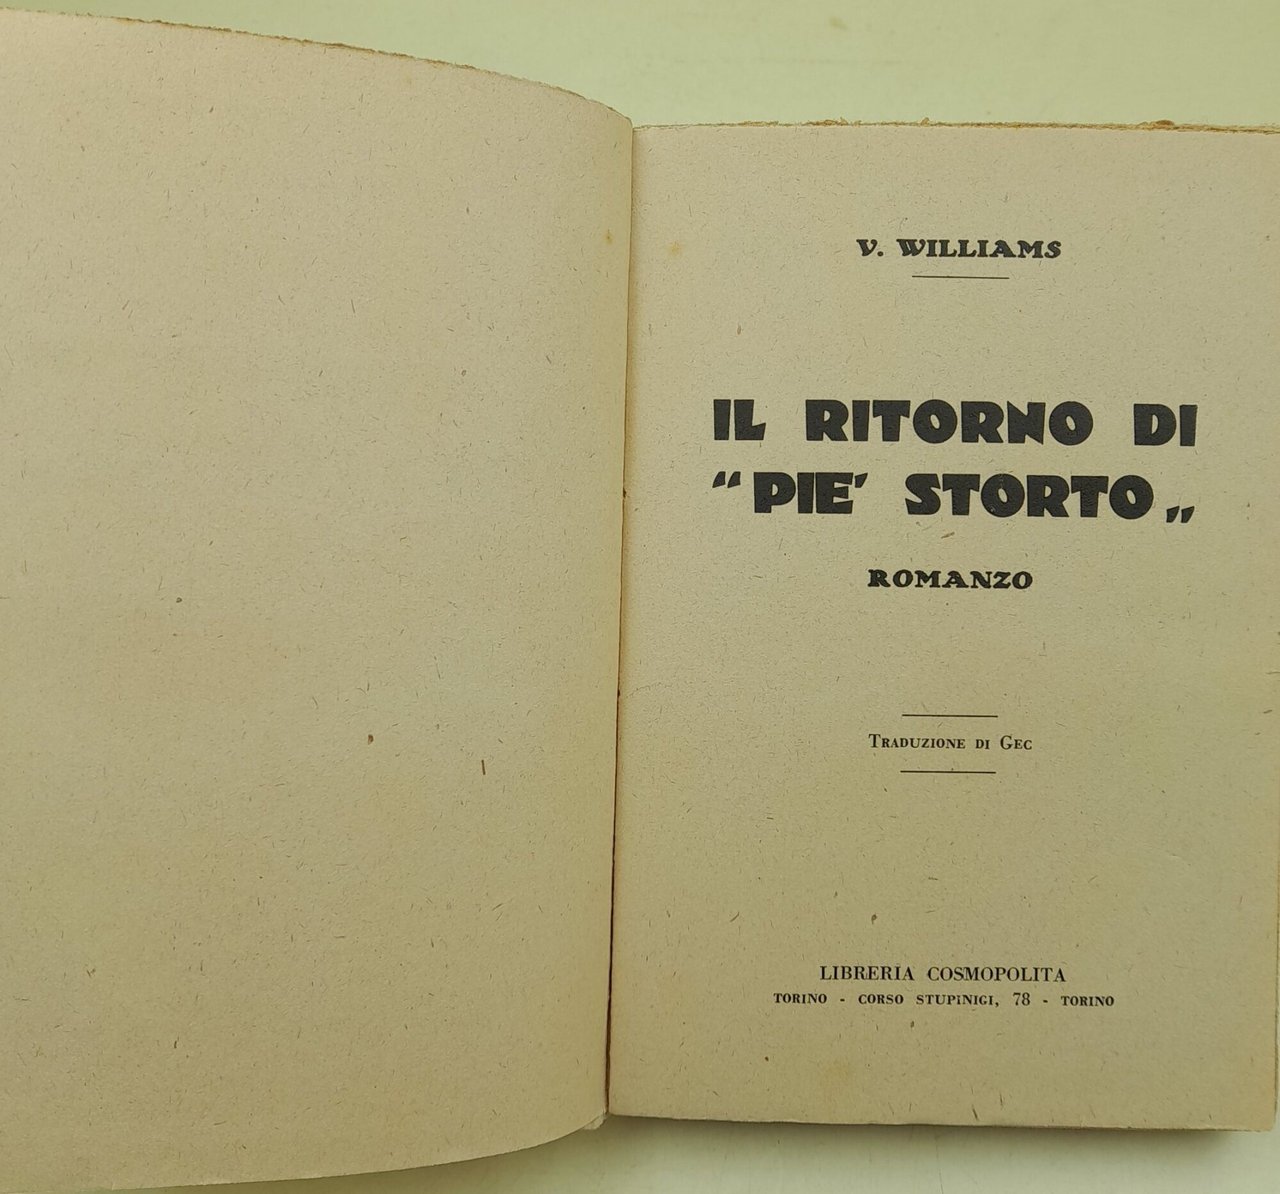 V. WILLIAMS
IL RITORNO DI
“PIE' STORTO„
ROMANZO
TRADUZIONE DI GEC
LIBRERIA COSMOPOLITA
TORINO - CORSO STUPINIGI, 78 - TORINO